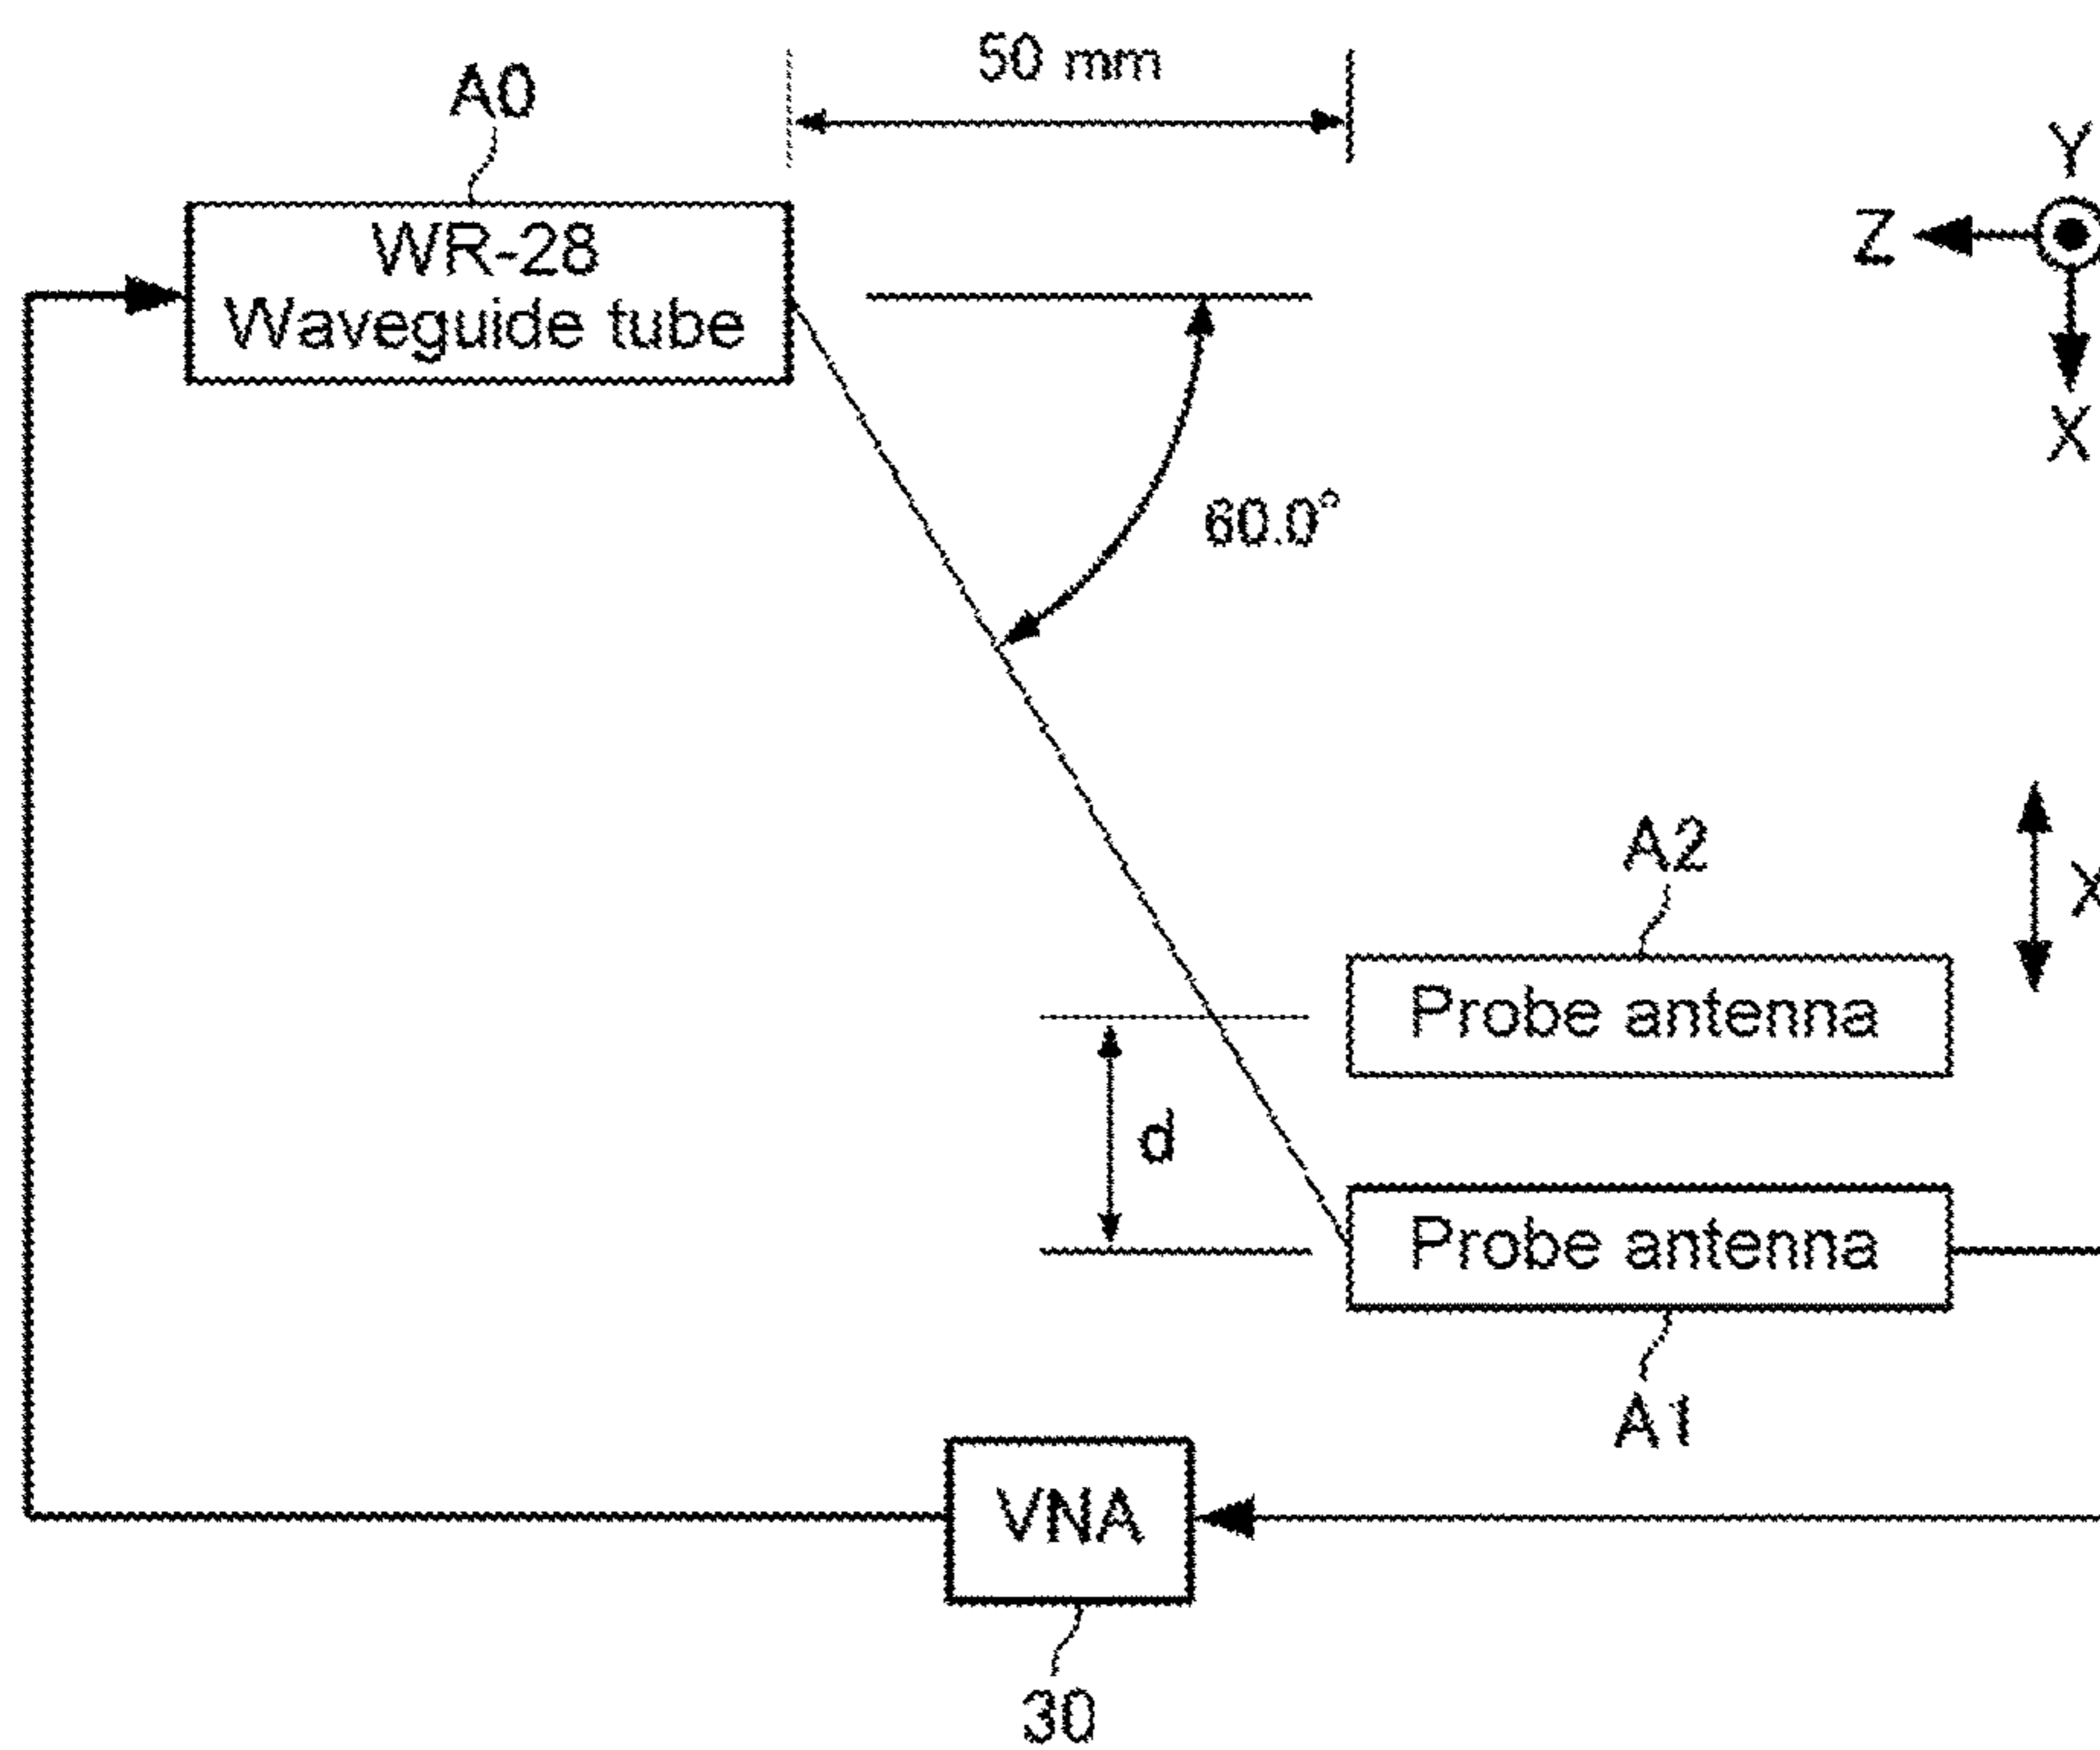 50 mm
A0
WR-28
Waveguide tube
Y
Z
X
60.0°
A2
X
Probe antenna
d
Probe antenna
A1
VNA
30